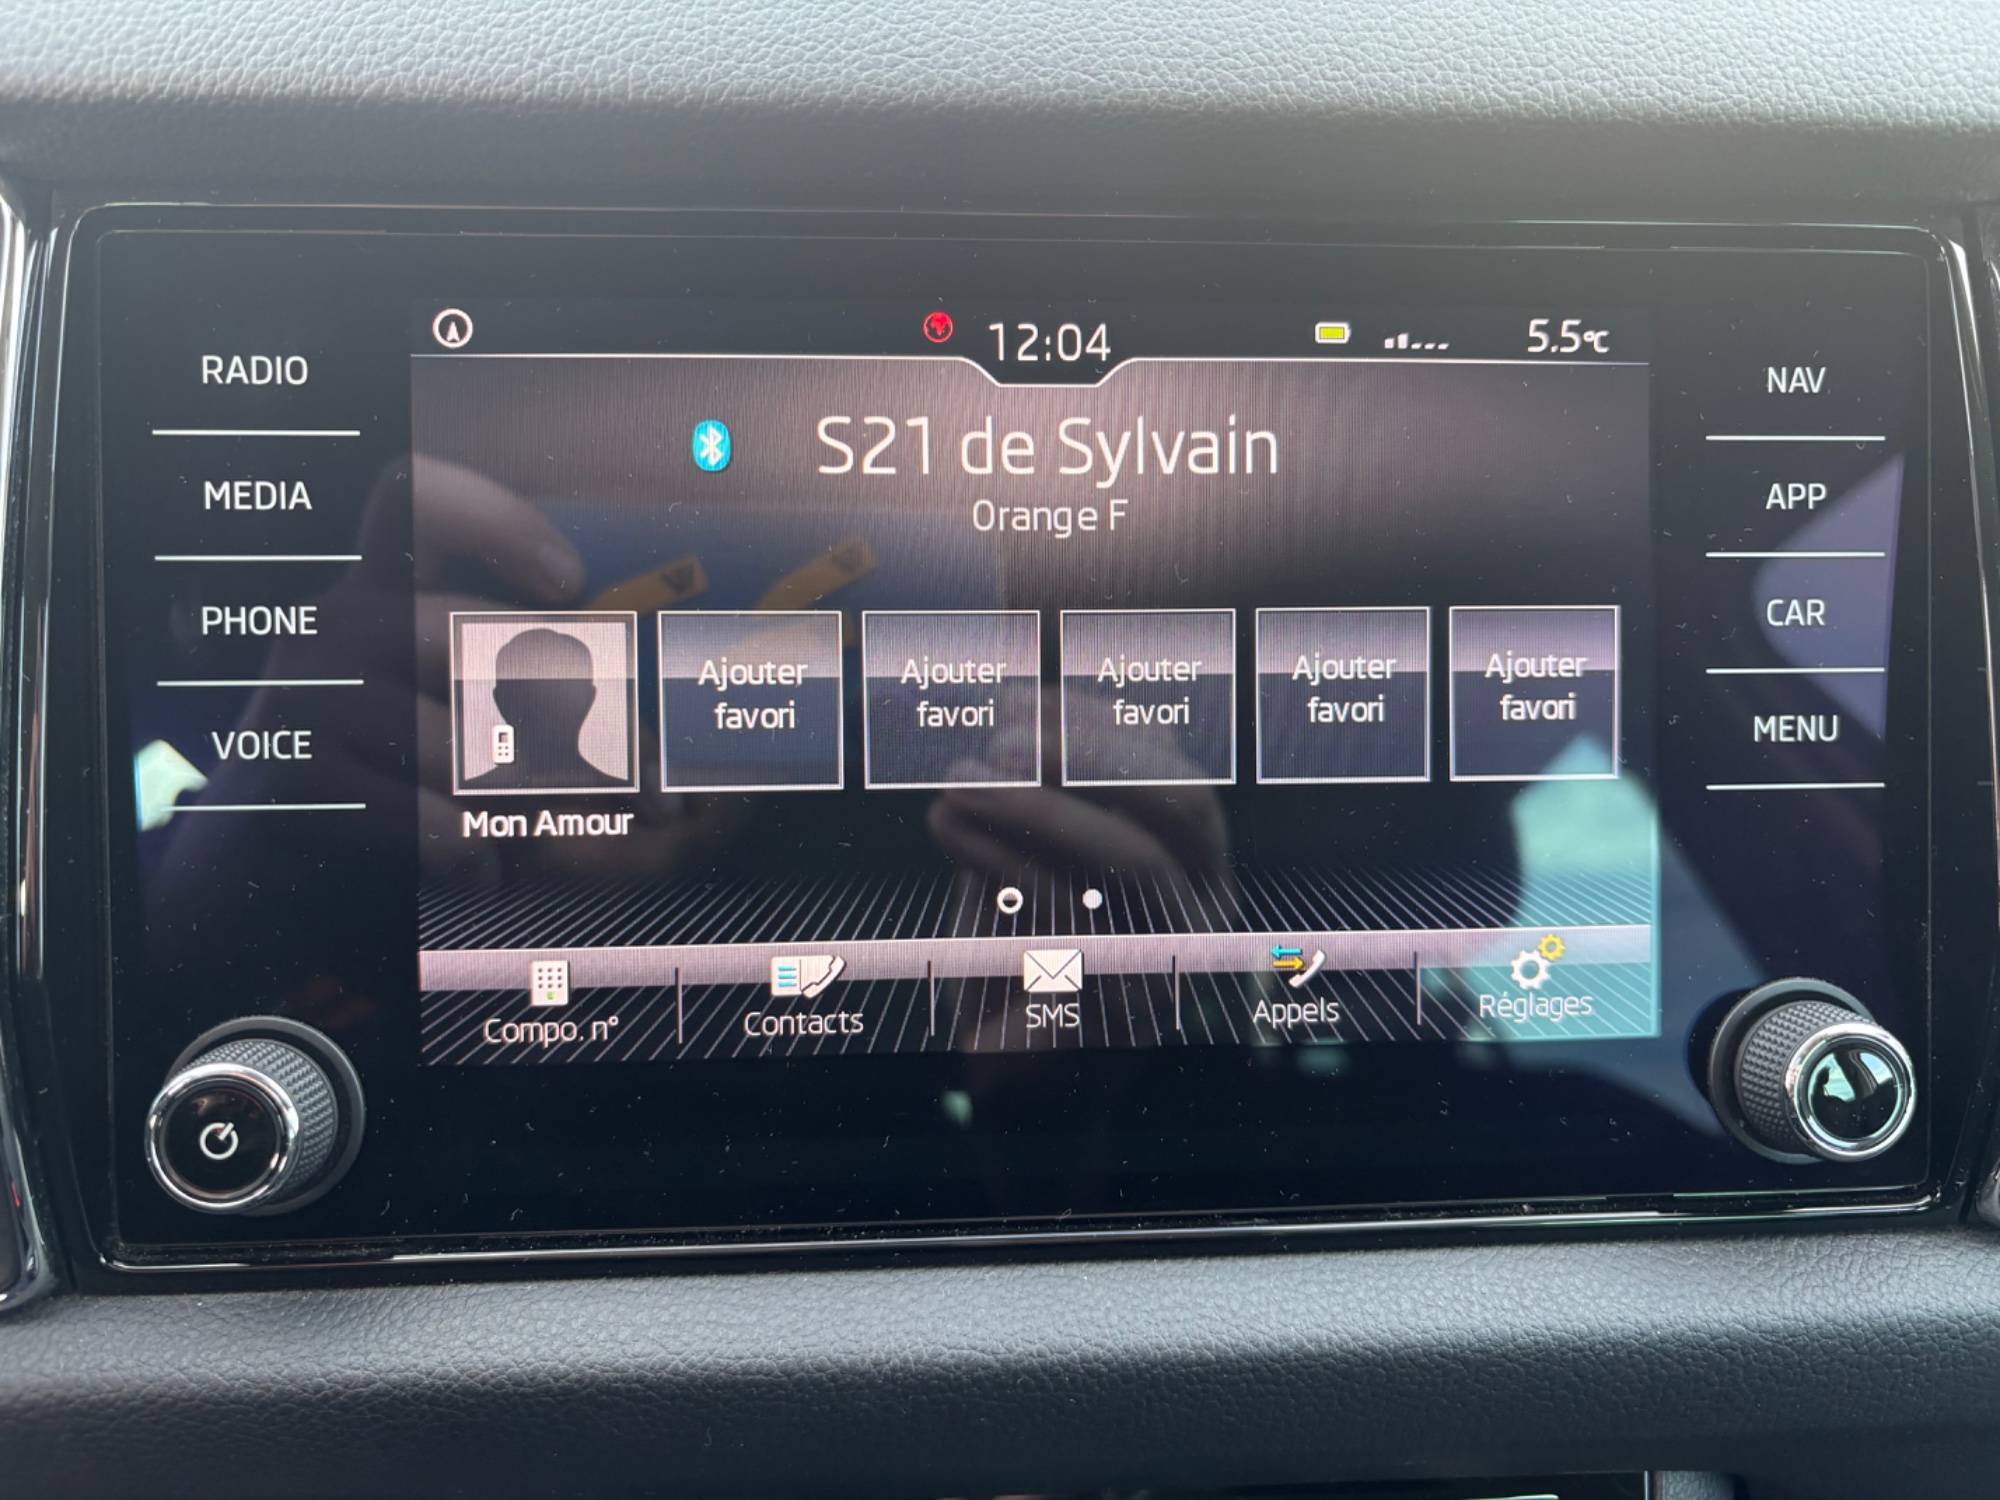 12:04
5.5°C
RADIO
MEDIA
PHONE
VOICE
S21 de Sylvain
Orange F
Mon Amour
Ajouter
favori
Ajouter
favori
Ajouter
favori
Ajouter
favori
Ajouter
favori
Compo. n°
Contacts
SMS
Appels
Réglages
NAV
APP
CAR
MENU